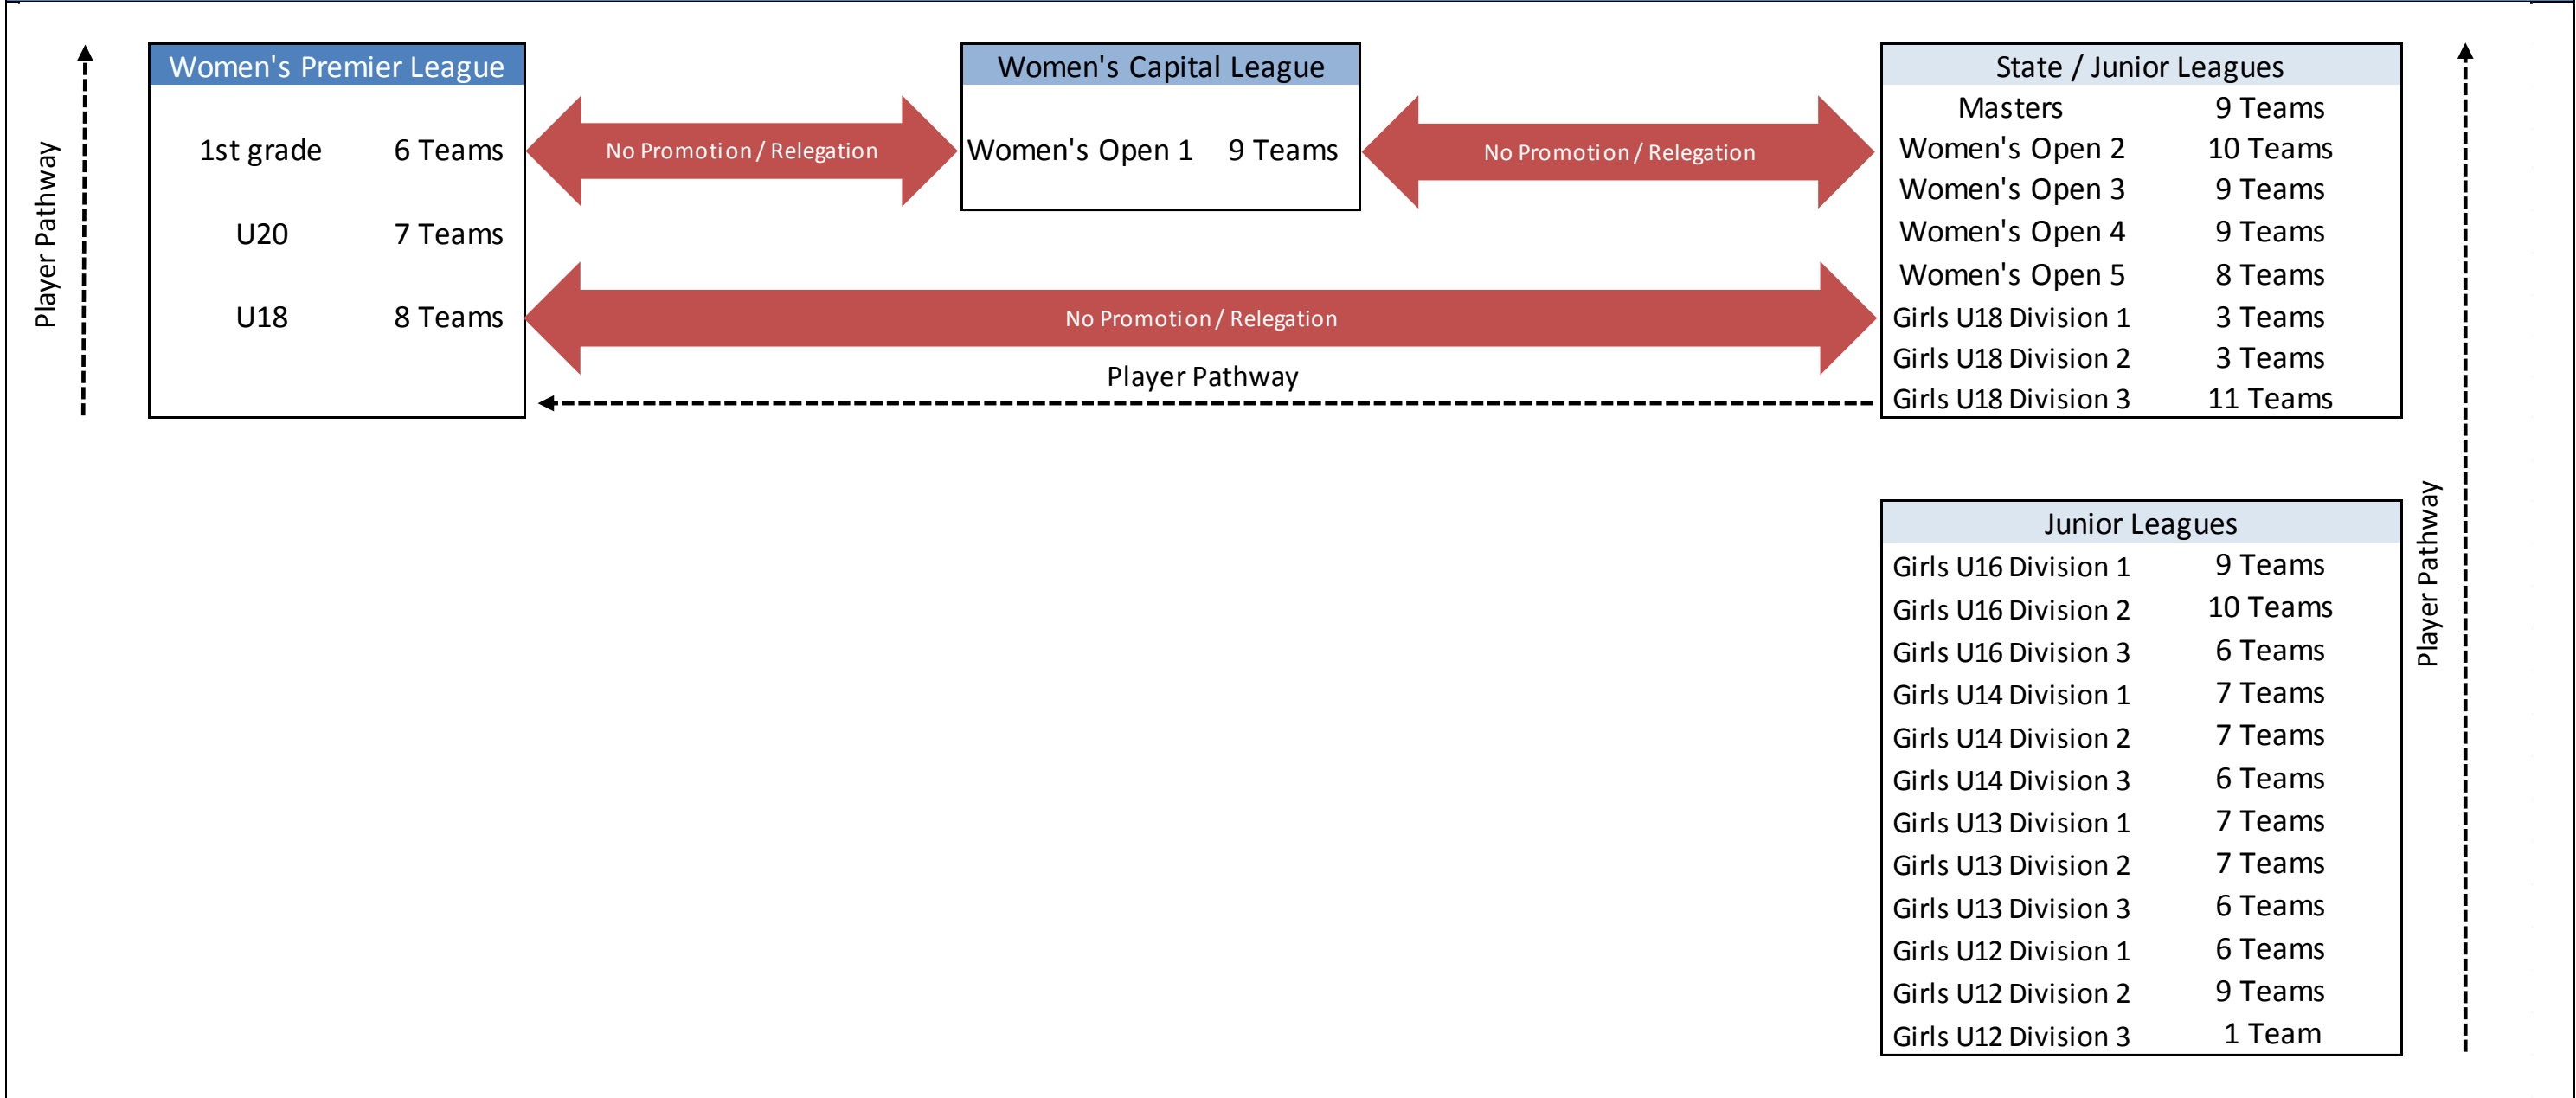 Player Pathway
Women's Premier League
1st grade 6 Teams
U20 7 Teams
U18 8 Teams
No Promotion / Relegation
Women's Capital League
Women's Open 1 9 Teams
No Promotion / Relegation
No Promotion / Relegation
Player Pathway
State / Junior Leagues
Masters 9 Teams
Women's Open 2 10 Teams
Women's Open 3 9 Teams
Women's Open 4 9 Teams
Women's Open 5 8 Teams
Girls U18 Division 1 3 Teams
Girls U18 Division 2 3 Teams
Girls U18 Division 3 11 Teams
Junior Leagues
Girls U16 Division 1 9 Teams
Girls U16 Division 2 10 Teams
Girls U16 Division 3 6 Teams
Girls U14 Division 1 7 Teams
Girls U14 Division 2 7 Teams
Girls U14 Division 3 6 Teams
Girls U13 Division 1 7 Teams
Girls U13 Division 2 7 Teams
Girls U13 Division 3 6 Teams
Girls U12 Division 1 6 Teams
Girls U12 Division 2 9 Teams
Girls U12 Division 3 1 Team
Player Pathway